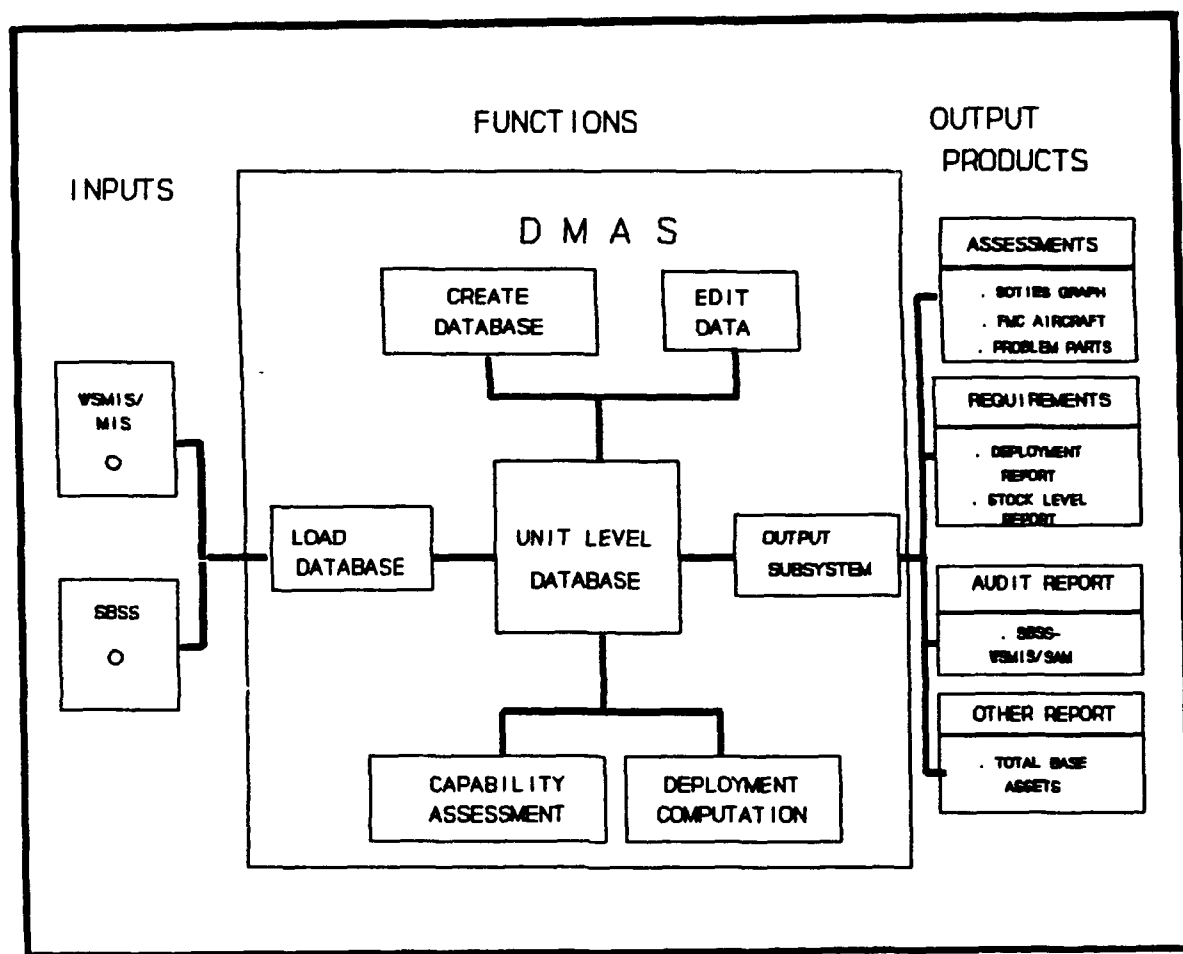 FUNCTIONS
OUTPUT
PRODUCTS
INPUTS
D M A S
CREATE
DATABASE
EDIT
DATA
WSMIS/
MIS
SBSS
LOAD
DATABASE
UNIT LEVEL
DATABASE
OUTPUT
SUBSYSTEM
CAPABILITY
ASSESSMENT
DEPLOYMENT
COMPUTATION
ASSESSMENTS
. SOTIES GRAPH
. FMC AIRCRAFT
. PROBLEM PARTS
REQUIREMENTS
. DEPLOYMENT
REPORT
. STOCK LEVEL
REPORT
AUDIT REPORT
. SBSS-
WSMIS/SAM
OTHER REPORT
. TOTAL BASE
ASSETS